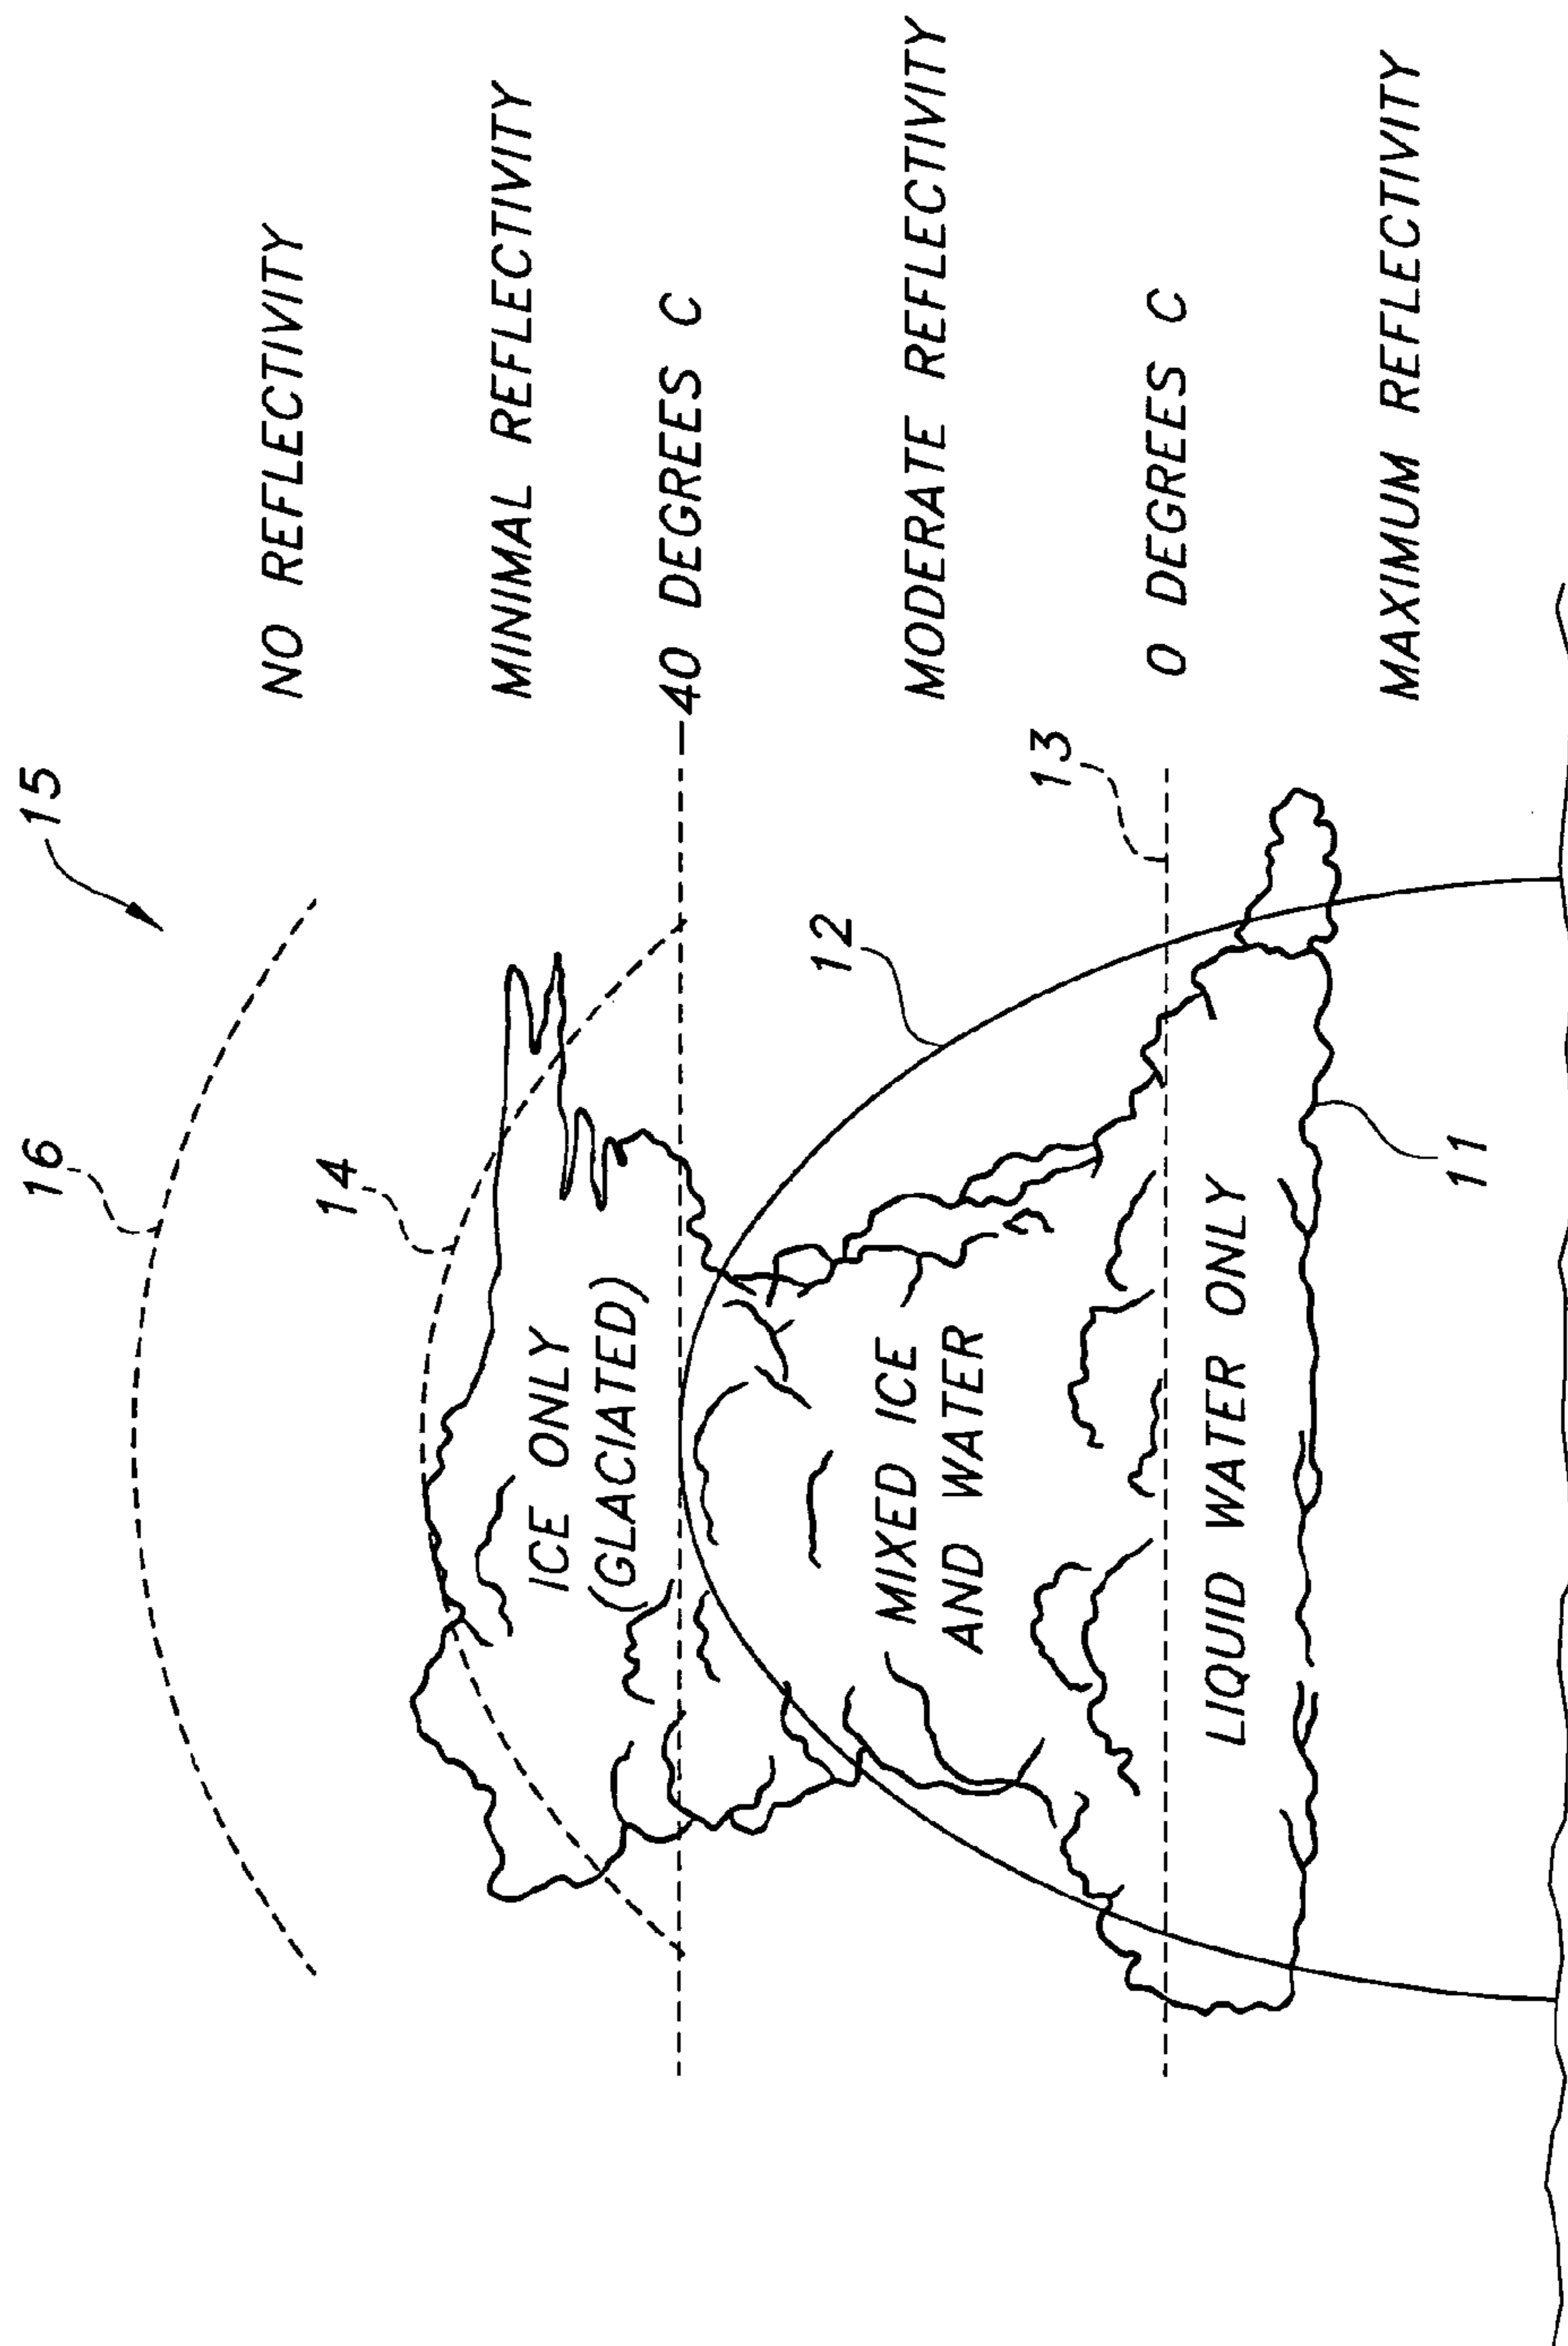 15
16
NO REFLECTIVITY
14
MINIMAL REFLECTIVITY
ICE ONLY
(GLACIATED)
-40 DEGREES C
12
MIXED ICE
AND WATER
MODERATE REFLECTIVITY
13
0 DEGREES C
LIQUID WATER ONLY
11
MAXIMUM REFLECTIVITY